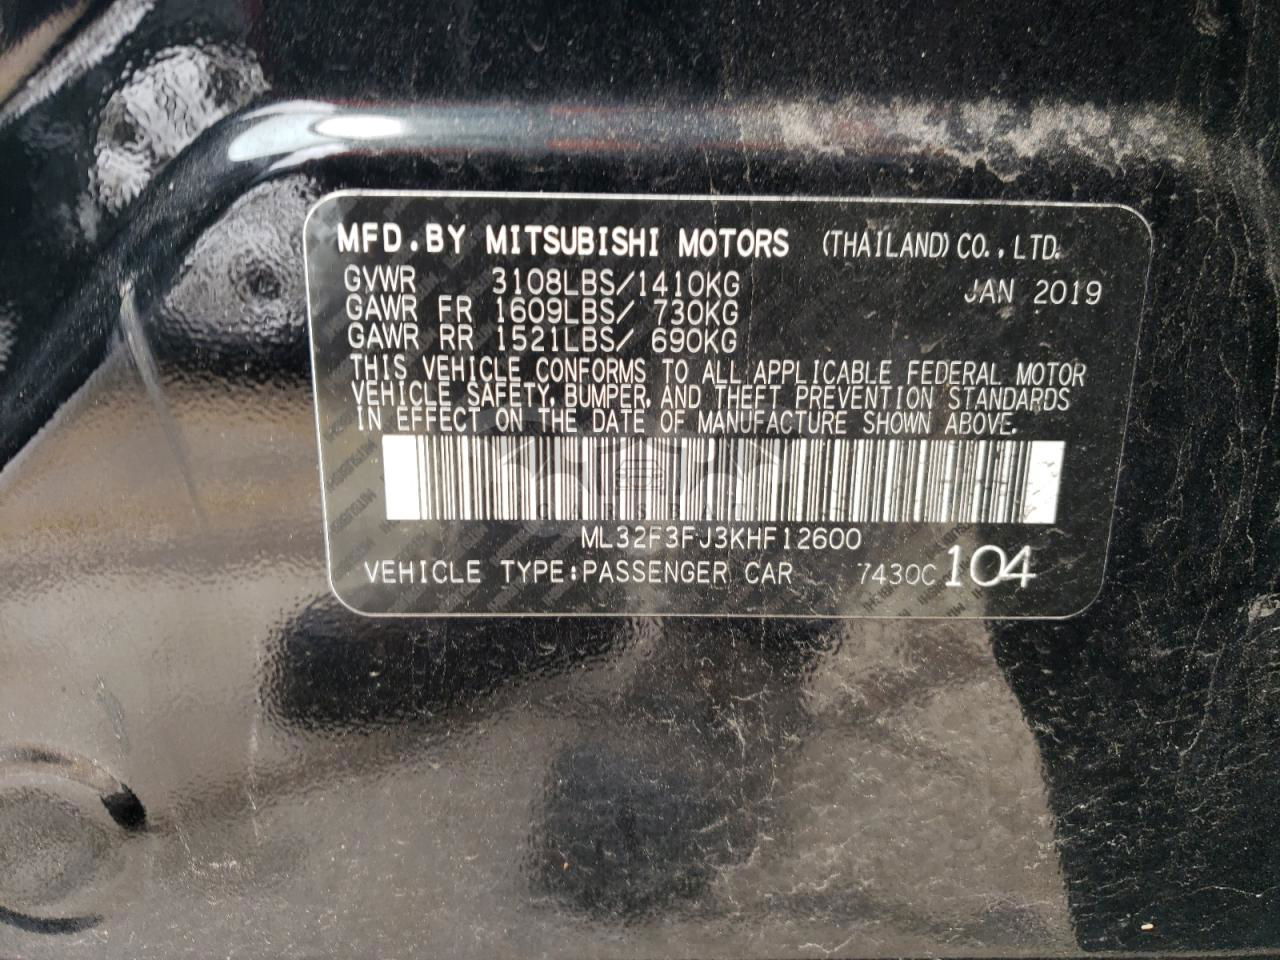 MFD.BY MITSUBISHI MOTORS (THAILAND) CO., LTD.
GVWR 3108LBS/1410KG JAN 2019
GAWR FR 1609LBS/ 730KG
GAWR RR 1521LBS/ 690KG
THIS VEHICLE CONFORMS TO ALL APPLICABLE FEDERAL MOTOR
VEHICLE SAFETY, BUMPER, AND THEFT PREVENTION STANDARDS
IN EFFECT ON THE DATE OF MANUFACTURE SHOWN ABOVE.
ML32F3FJ3KHF12600
VEHICLE TYPE:PASSENGER CAR 7430C 104